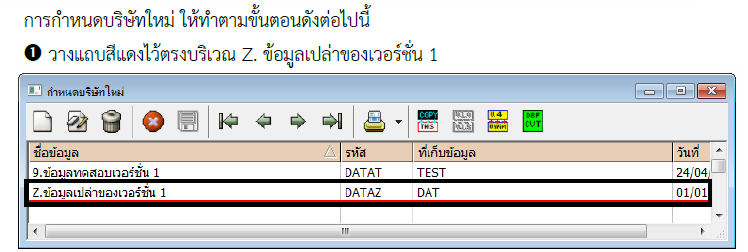 การกำหนดบริษัทใหม่ ให้ทำตามขั้นตอนดังต่อไปนี้
❶ วางแถบสีแดงไว้ตรงบริเวณ Z. ข้อมูลเปล่าของเวอร์ชั่น 1
กำหนดบริษัทใหม่
COPY V.4 DBF
THS Vwin CVT
ชื่อข้อมูล รหัส ที่เก็บข้อมูล วันที่
9.ข้อมูลทดสอบเวอร์ชั่น 1 DATAT TEST 24/04/
Z.ข้อมูลเปล่าของเวอร์ชั่น 1 DATAZ DAT 01/01